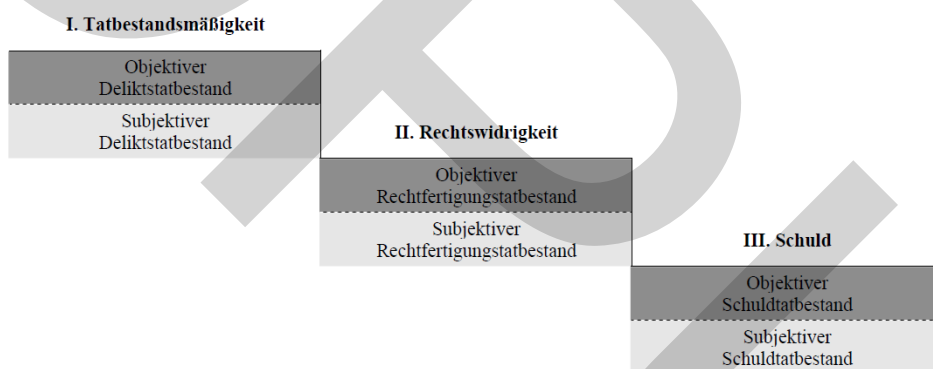 I. Tatbestandsmäßigkeit
Objektiver
Deliktstatbestand
Subjektiver
Deliktstatbestand
II. Rechtswidrigkeit
Objektiver
Rechtfertigungstatbestand
Subjektiver
Rechtfertigungstatbestand
III. Schuld
Objektiver
Schuldtatbestand
Subjektiver
Schuldtatbestand